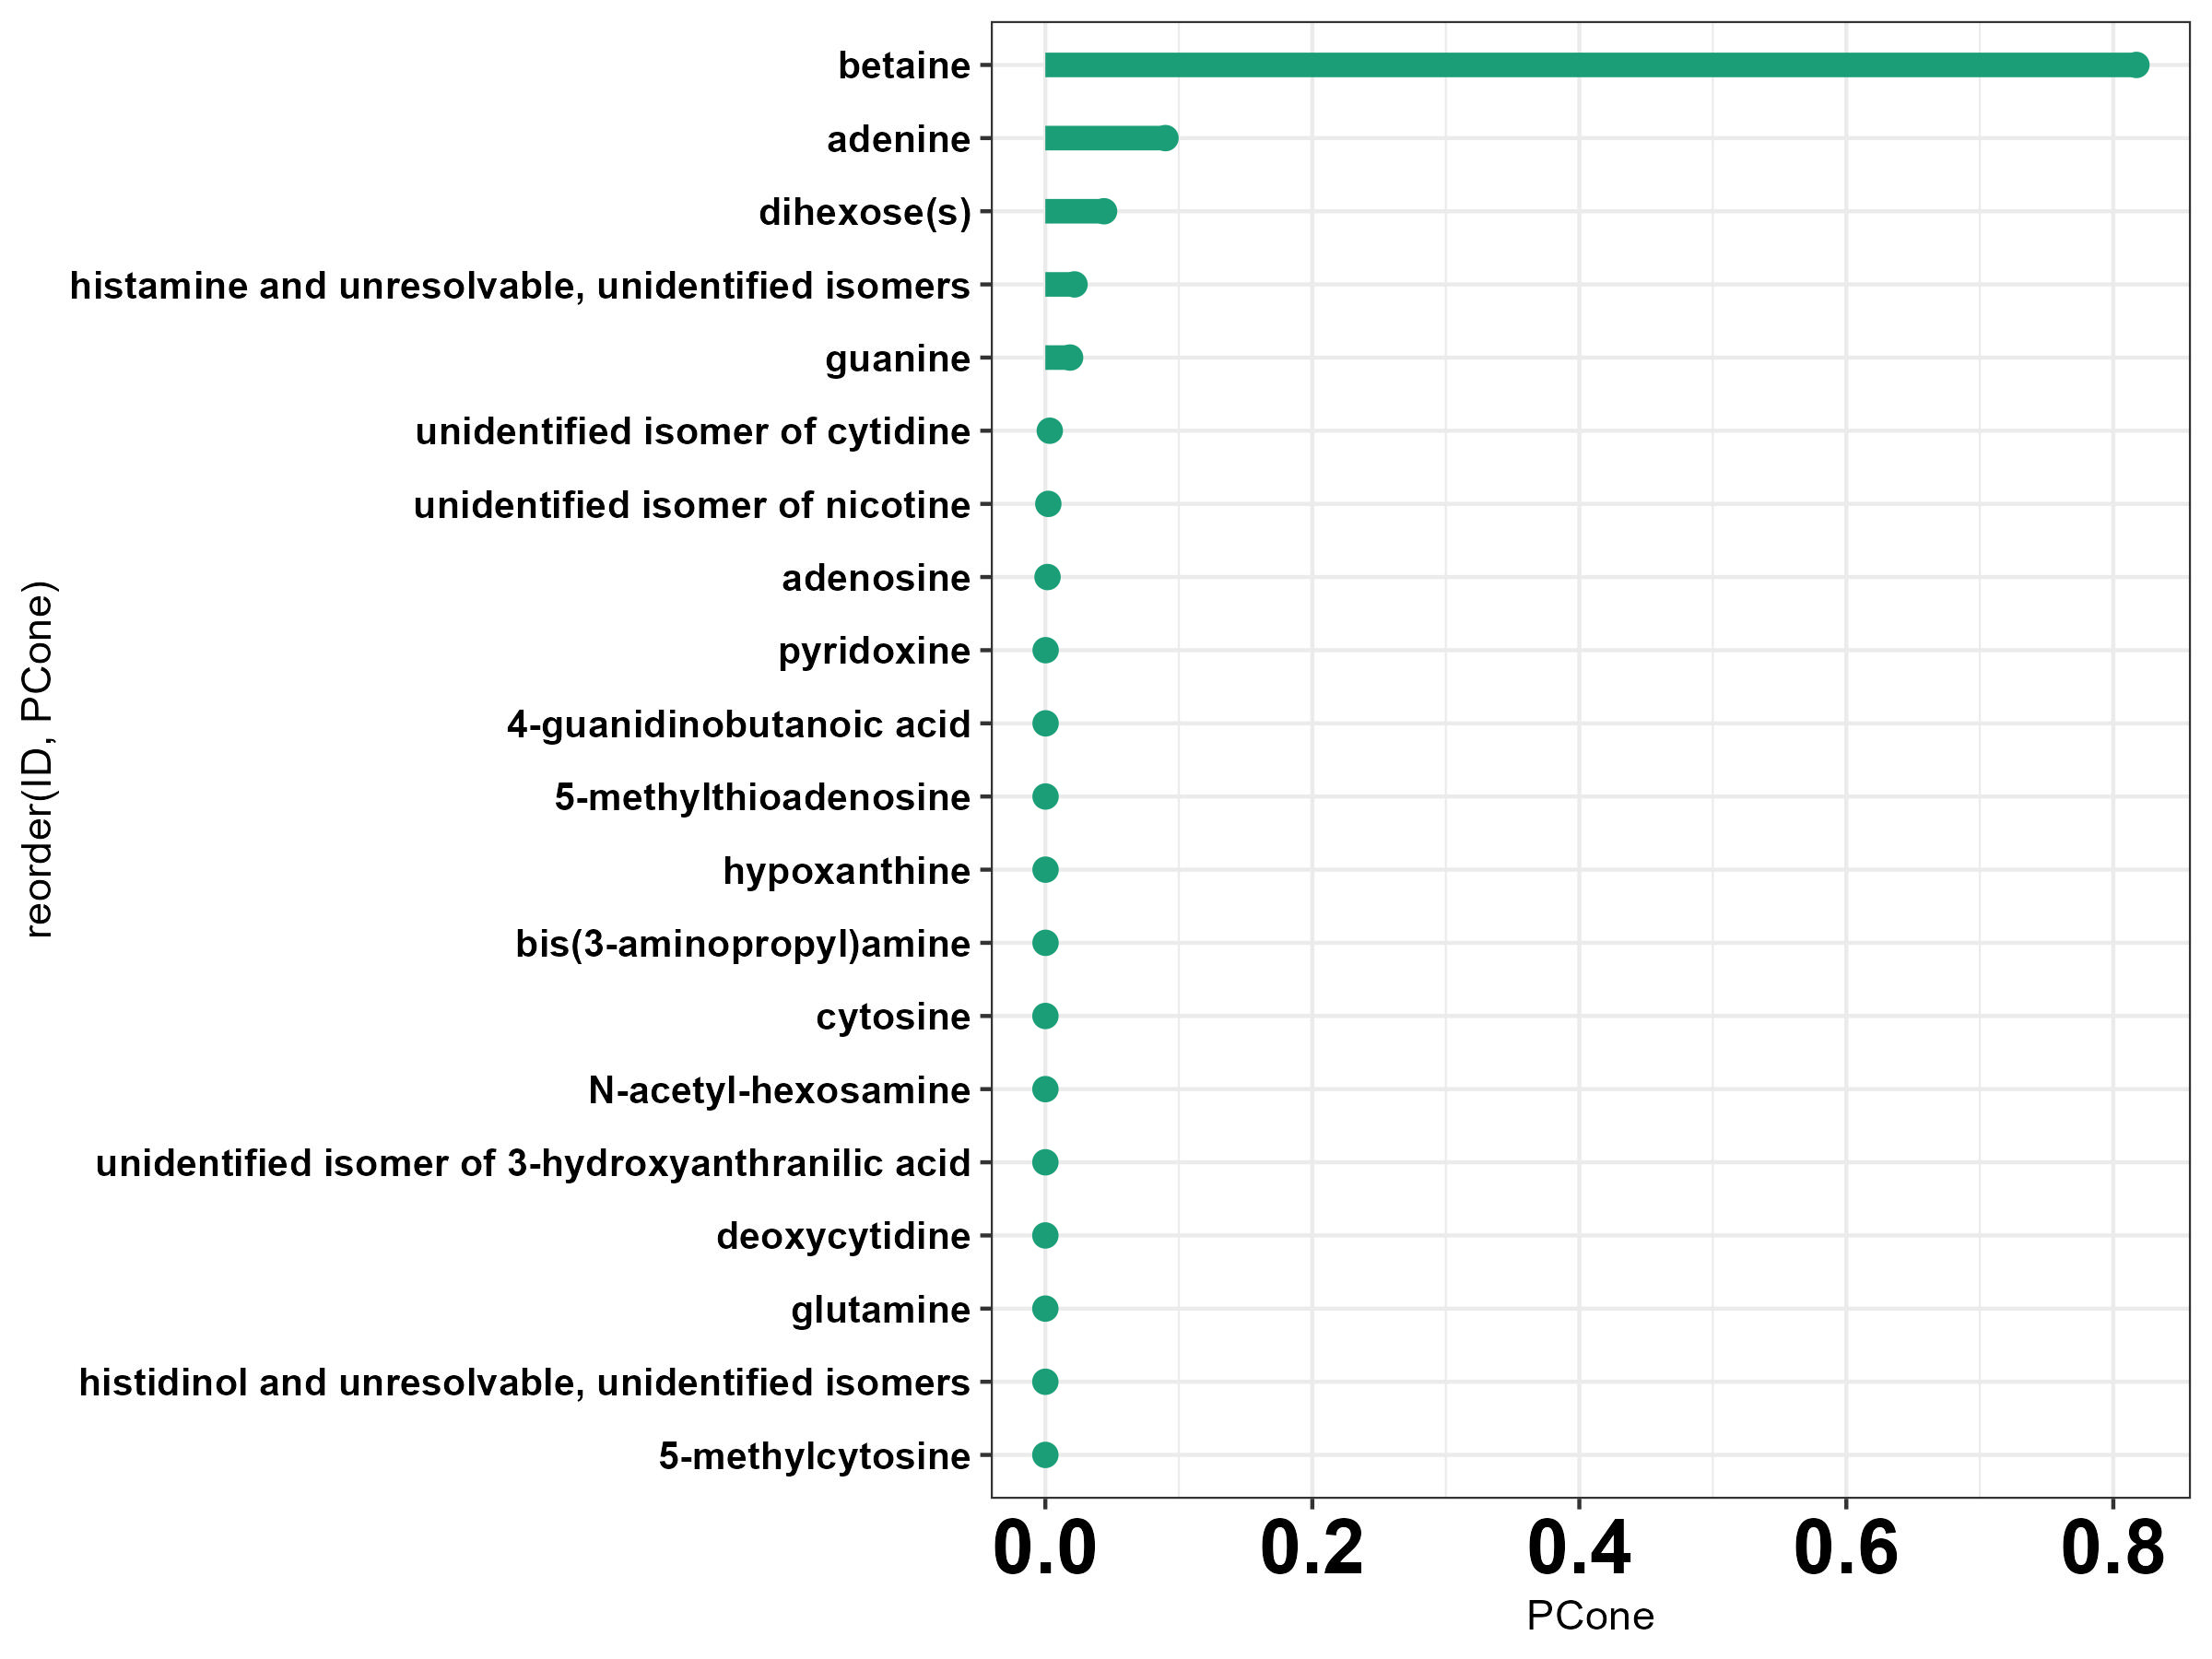 betaine
adenine
dihexose(s)
histamine and unresolvable, unidentified isomers
guanine
unidentified isomer of cytidine
unidentified isomer of nicotine
adenosine
pyridoxine
4-guanidinobutanoic acid
5-methylthioadenosine
hypoxanthine
bis(3-aminopropyl)amine
cytosine
N-acetyl-hexosamine
unidentified isomer of 3-hydroxyanthranilic acid
deoxycytidine
glutamine
histidinol and unresolvable, unidentified isomers
5-methylcytosine
reorder(ID, PCone)
0.0 0.2 0.4 0.6 0.8
PCone